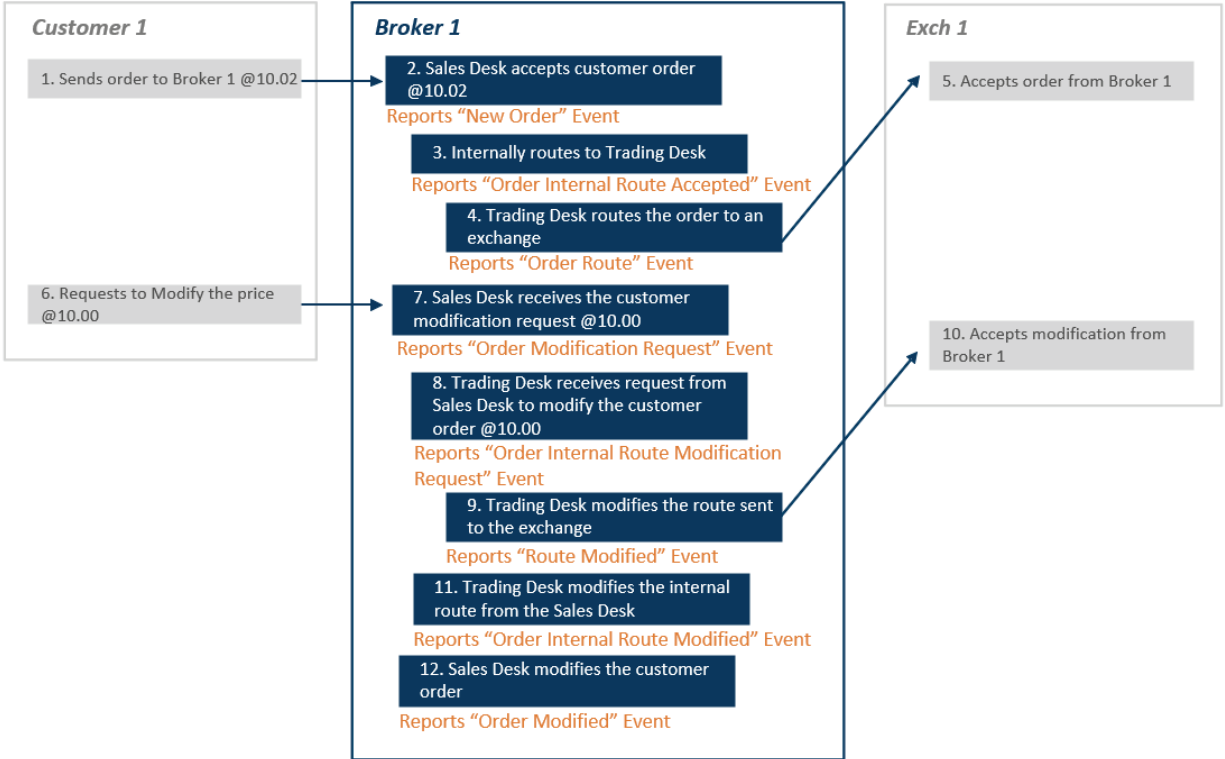 Customer 1
1. Sends order to Broker 1 @10.02
6. Requests to Modify the price
@10.00
Broker 1
2. Sales Desk accepts customer order
@10.02
Reports “New Order” Event
3. Internally routes to Trading Desk
Reports “Order Internal Route Accepted” Event
4. Trading Desk routes the order to an
exchange
Reports “Order Route” Event
7. Sales Desk receives the customer
modification request @10.00
Reports “Order Modification Request” Event
8. Trading Desk receives request from
Sales Desk to modify the customer
order @10.00
Reports “Order Internal Route Modification
Request” Event
9. Trading Desk modifies the route sent
to the exchange
Reports “Route Modified” Event
11. Trading Desk modifies the internal
route from the Sales Desk
Reports “Order Internal Route Modified” Event
12. Sales Desk modifies the customer
order
Reports “Order Modified” Event
Exch 1
5. Accepts order from Broker 1
10. Accepts modification from
Broker 1